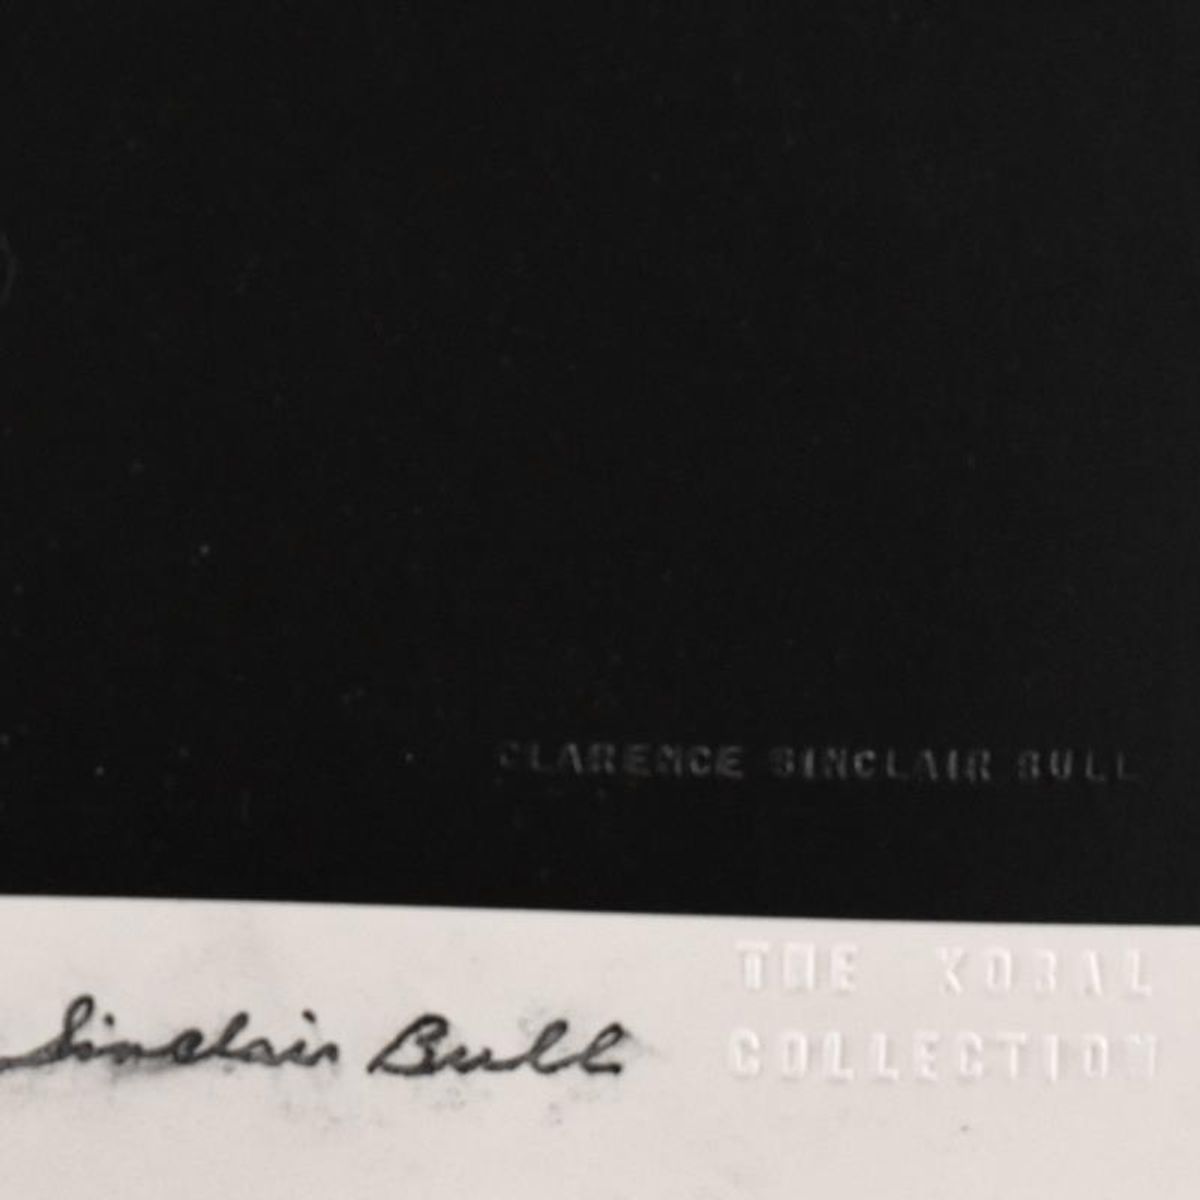 CLARENCE SINCLAIR BULL
Sinclair Bull
THE KOBAL
COLLECTION